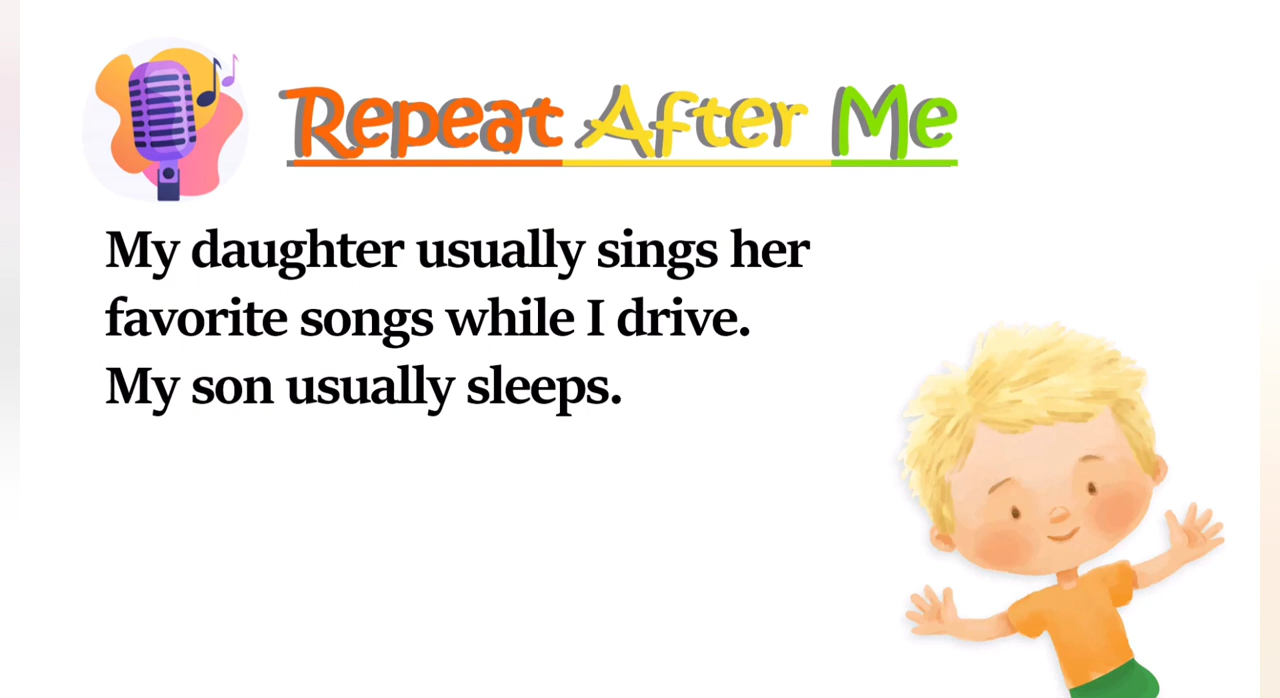 Repeat After Me
My daughter usually sings her
favorite songs while I drive.
My son usually sleeps.